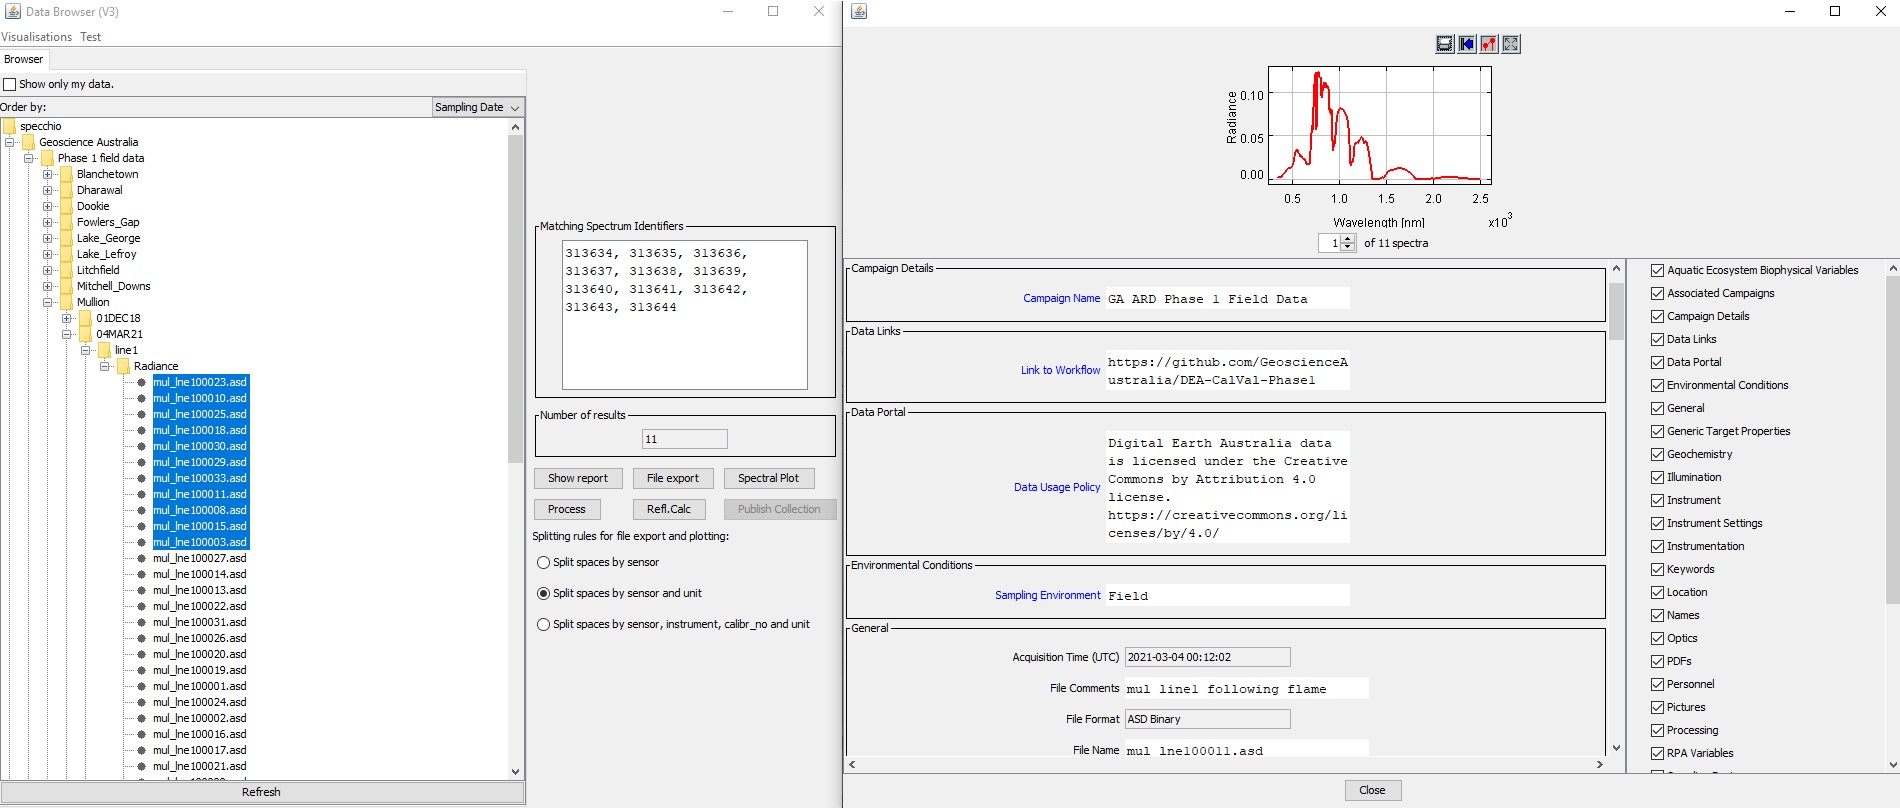 Data Browser (V3)
Visualisations Test
Browser
Show only my data.
Order by:
Sampling Date
specchio
Geoscience Australia
Phase 1 field data
Blanchetown
Dharawal
Dookie
Fowlers_Gap
Lake_George
Lake_Lefroy
Litchfield
Mitchell_Downs
Mullion
01DEC18
04MAR21
line1
Radiance
mul_lne100023.asd
mul_lne100010.asd
mul_lne100025.asd
mul_lne100018.asd
mul_lne100030.asd
mul_lne100029.asd
mul_lne100033.asd
mul_lne100011.asd
mul_lne100008.asd
mul_lne100015.asd
mul_lne100003.asd
mul_lne100027.asd
mul_lne100014.asd
mul_lne100013.asd
mul_lne100022.asd
mul_lne100031.asd
mul_lne100026.asd
mul_lne100020.asd
mul_lne100019.asd
mul_lne100001.asd
mul_lne100024.asd
mul_lne100002.asd
mul_lne100016.asd
mul_lne100017.asd
mul_lne100021.asd
Refresh
Matching Spectrum Identifiers
313634, 313635, 313636,
313637, 313638, 313639,
313640, 313641, 313642,
313643, 313644
Number of results
11
Show report File export Spectral Plot
Process Refl.Calc Publish Collection
Splitting rules for file export and plotting:
Split spaces by sensor
Split spaces by sensor and unit
Split spaces by sensor, instrument, calibr_no and unit
Radiance
0.10
0.05
0.00
0.5 1.0 1.5 2.0 2.5
Wavelength [nm] x10^3
1 of 11 spectra
Campaign Details
Campaign Name GA ARD Phase 1 Field Data
Data Links
Link to Workflow
https://github.com/GeoscienceA
ustralia/DEA-CalVal-Phase1
Data Portal
Data Usage Policy
Digital Earth Australia data
is licensed under the Creative
Commons by Attribution 4.0
license.
https://creativecommons.org/li
censes/by/4.0/
Environmental Conditions
Sampling Environment Field
General
Acquisition Time (UTC) 2021-03-04 00:12:02
File Comments mul line1 following flame
File Format ASD Binary
File Name mul_lne100011.asd
Aquatic Ecosystem Biophysical Variables
Associated Campaigns
Campaign Details
Data Links
Data Portal
Environmental Conditions
General
Generic Target Properties
Geochemistry
Illumination
Instrument
Instrument Settings
Instrumentation
Keywords
Location
Names
Optics
PDFs
Personnel
Pictures
Processing
RPA Variables
Close